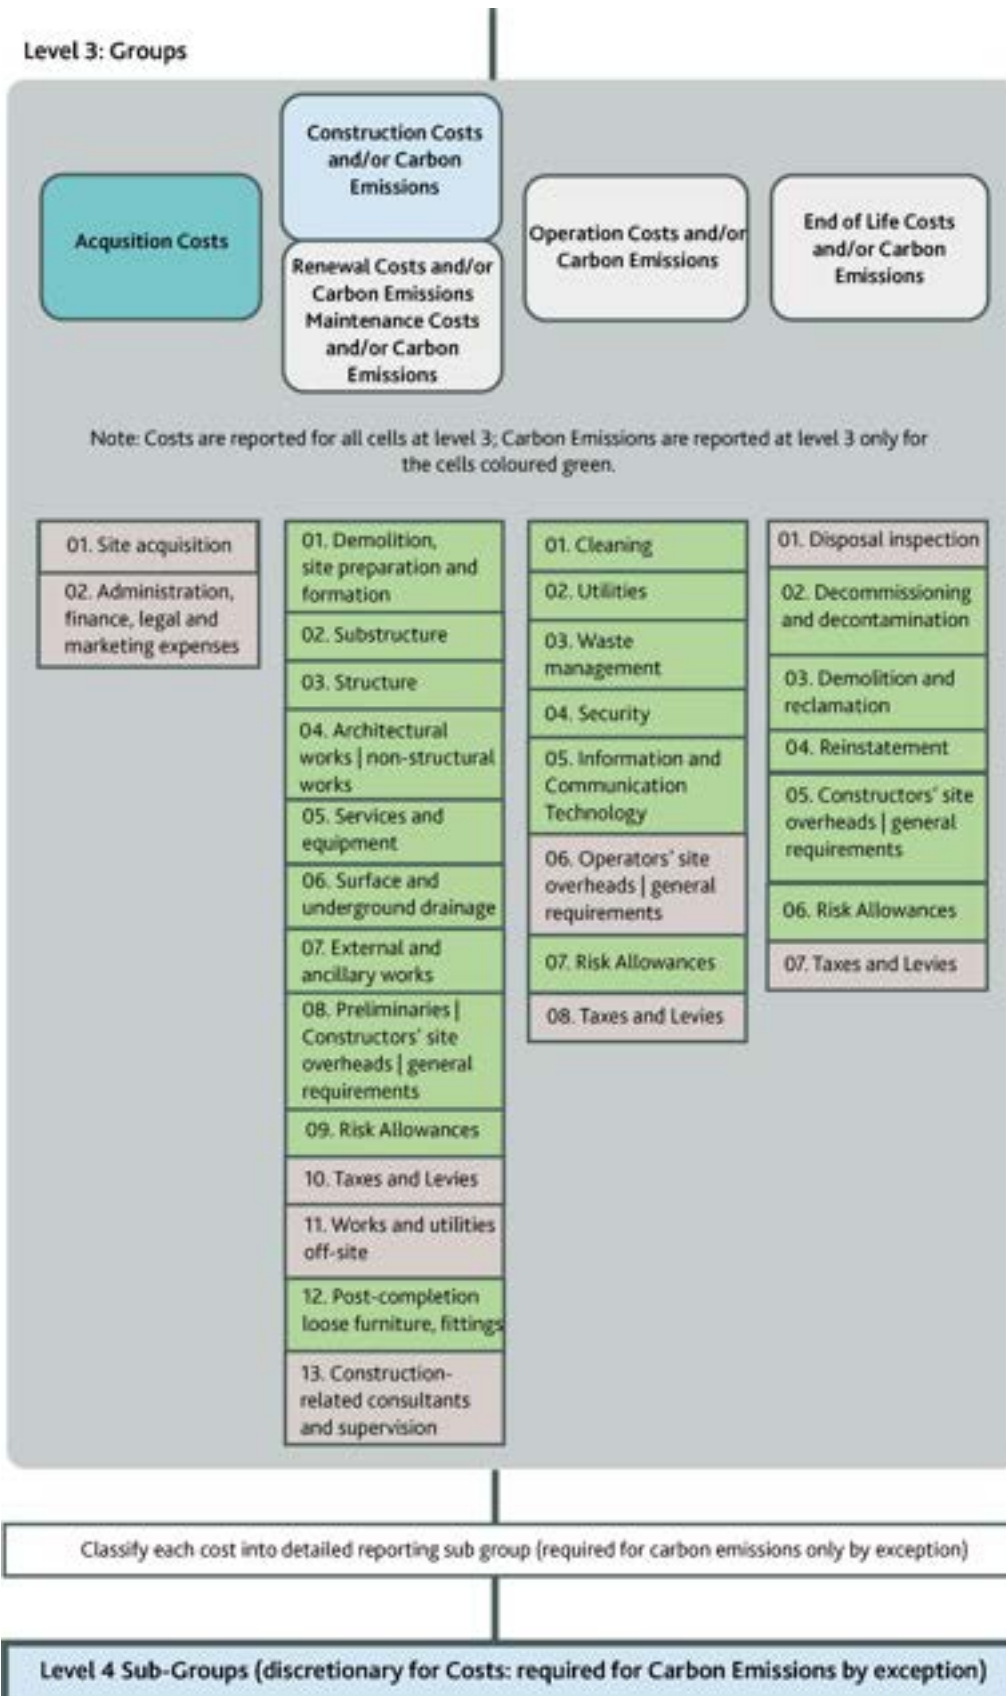 Level 3: Groups
Acqusition Costs
Construction Costs
and/or Carbon
Emissions
Renewal Costs and/or
Carbon Emissions
Maintenance Costs
and/or Carbon
Emissions
Operation Costs and/or
Carbon Emissions
End of Life Costs
and/or Carbon
Emissions
Note: Costs are reported for all cells at level 3; Carbon Emissions are reported at level 3 only for
the cells coloured green.
01. Site acquisition
02. Administration,
finance, legal and
marketing expenses
01. Demolition,
site preparation and
formation
02. Substructure
03. Structure
04. Architectural
works | non-structural
works
05. Services and
equipment
06. Surface and
underground drainage
07. External and
ancillary works
08. Preliminaries |
Constructors' site
overheads | general
requirements
09. Risk Allowances
10. Taxes and Levies
11. Works and utilities
off-site
12. Post-completion
loose furniture, fittings
13. Construction-
related consultants
and supervision
01. Cleaning
02. Utilities
03. Waste
management
04. Security
05. Information and
Communication
Technology
06. Operators' site
overheads | general
requirements
07. Risk Allowances
08. Taxes and Levies
01. Disposal inspection
02. Decommissioning
and decontamination
03. Demolition and
reclamation
04. Reinstatement
05. Constructors' site
overheads | general
requirements
06. Risk Allowances
07. Taxes and Levies
Classify each cost into detailed reporting sub group (required for carbon emissions only by exception)
Level 4 Sub-Groups (discretionary for Costs: required for Carbon Emissions by exception)